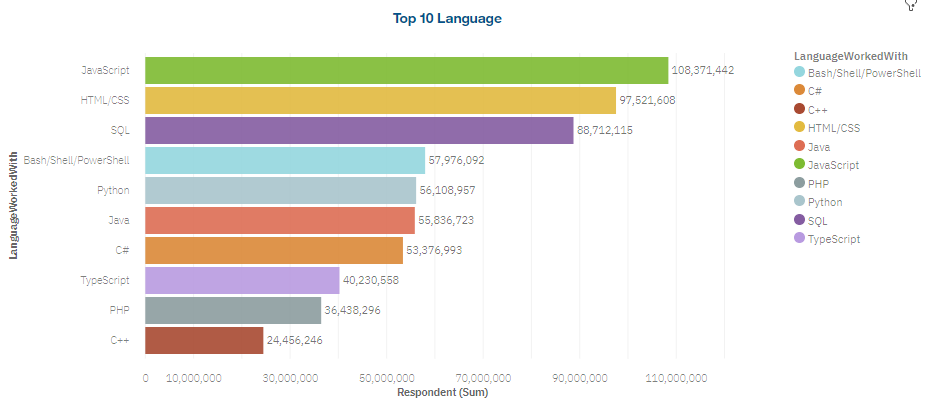 Top 10 Language
LanguageWorkedWith
JavaScript 108,371,442
HTML/CSS 97,521,608
SQL 88,712,115
Bash/Shell/PowerShell 57,976,092
Python 56,108,957
Java 55,836,723
C# 53,376,993
TypeScript 40,230,558
PHP 36,438,296
C++ 24,456,246
0 10,000,000 30,000,000 50,000,000 70,000,000 90,000,000 110,000,000
Respondent (Sum)
LanguageWorkedWith
Bash/Shell/PowerShell
C#
C++
HTML/CSS
Java
JavaScript
PHP
Python
SQL
TypeScript